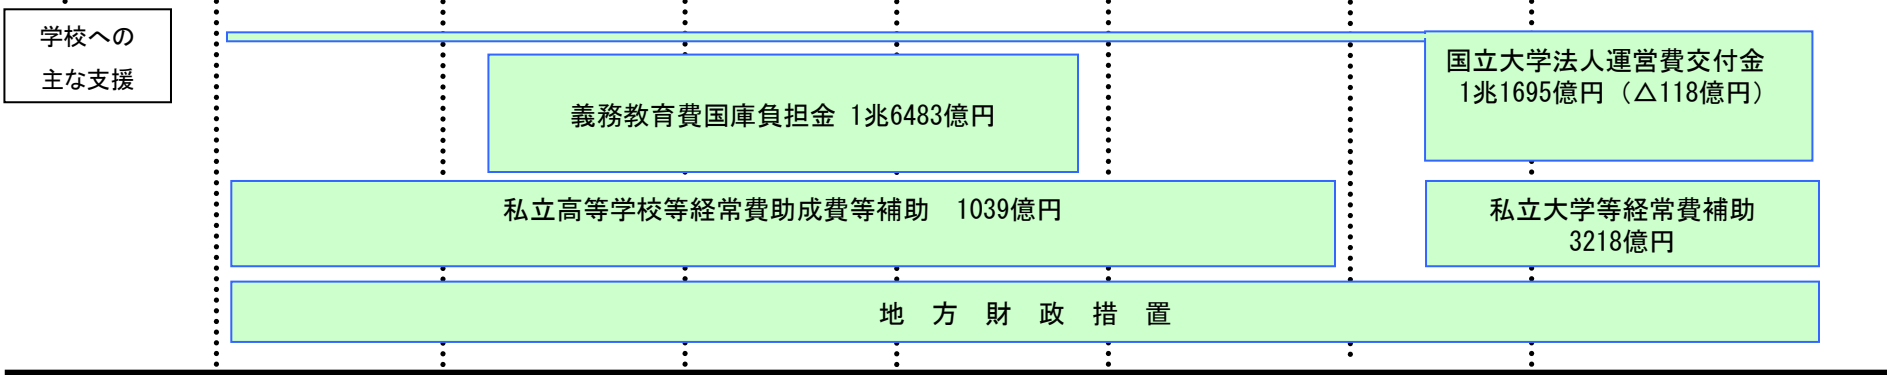 学校への
主な支援
国立大学法人運営費交付金
1兆1695億円（△118億円）
義務教育費国庫負担金 1兆6483億円
私立高等学校等経常費助成費等補助　1039億円
私立大学等経常費補助
3218億円
地　方　財　政　措　置